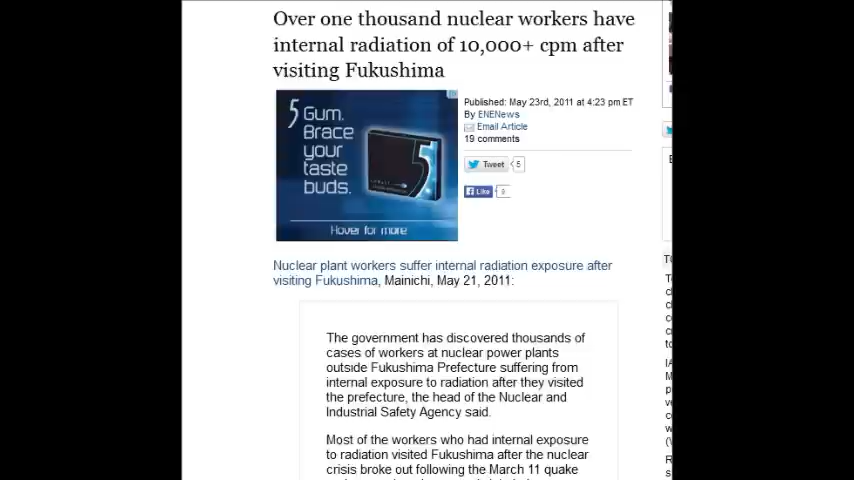 Over one thousand nuclear workers have
internal radiation of 10,000+ cpm after
visiting Fukushima
5 Gum.
Brace
your
taste
buds.
5
Hover for more
Published: May 23rd, 2011 at 4:23 pm ET
By ENENews
Email Article
19 comments
Tweet 5
Like 9
Nuclear plant workers suffer internal radiation exposure after
visiting Fukushima, Mainichi, May 21, 2011:
The government has discovered thousands of
cases of workers at nuclear power plants
outside Fukushima Prefecture suffering from
internal exposure to radiation after they visited
the prefecture, the head of the Nuclear and
Industrial Safety Agency said.
Most of the workers who had internal exposure
to radiation visited Fukushima after the nuclear
crisis broke out following the March 11 quake